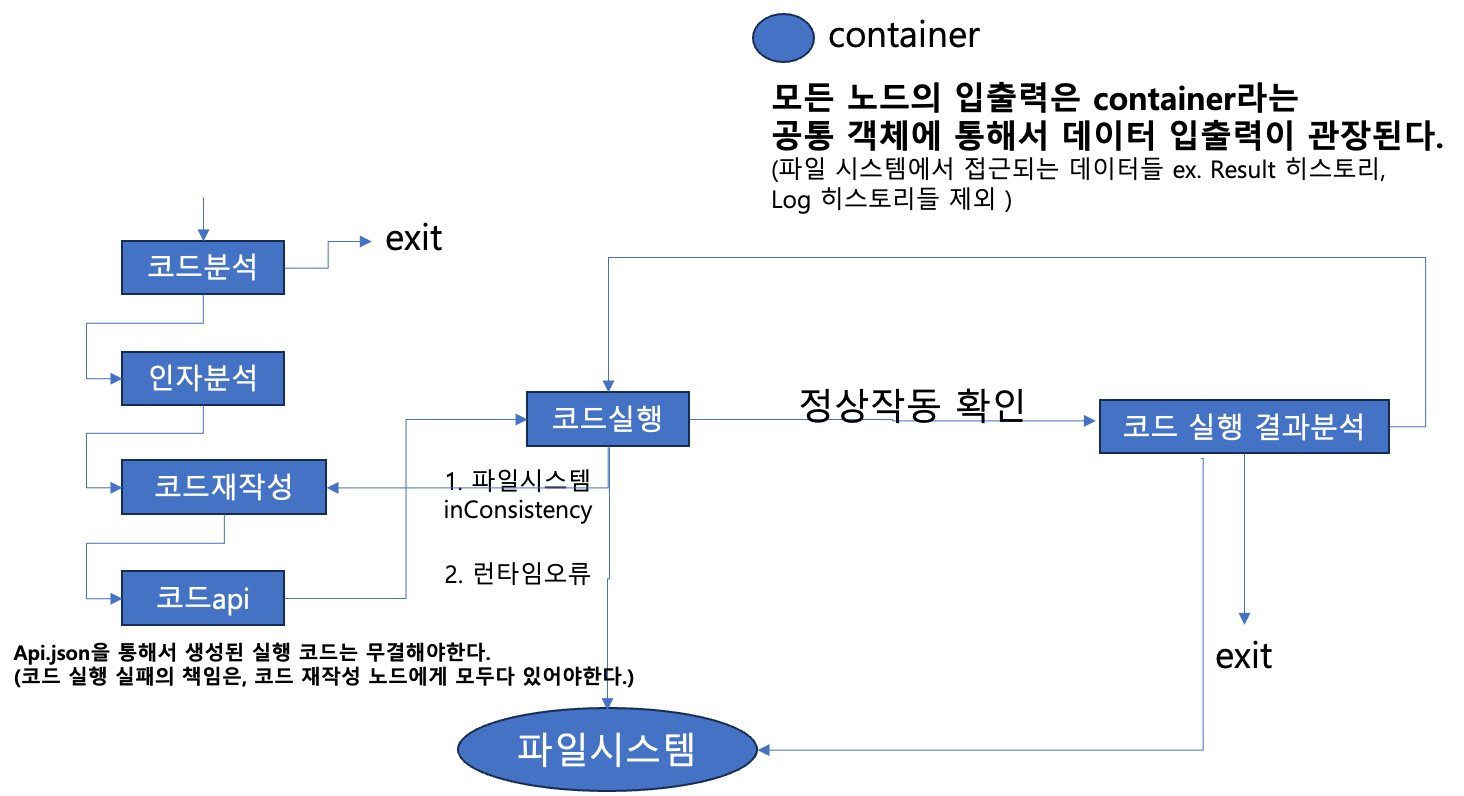 container
모든 노드의 입출력은 container라는
공통 객체에 통해서 데이터 입출력이 관장된다.
(파일 시스템에서 접근되는 데이터들 ex. Result 히스토리,
Log 히스토리들 제외 )
exit
코드분석
인자분석
코드재작성
코드api
Api.json을 통해서 생성된 실행 코드는 무결해야한다.
(코드 실행 실패의 책임은, 코드 재작성 노드에게 모두다 있어야한다.)
코드실행
1. 파일시스템
inConsistency
2. 런타임오류
정상작동 확인
코드 실행 결과분석
exit
파일시스템